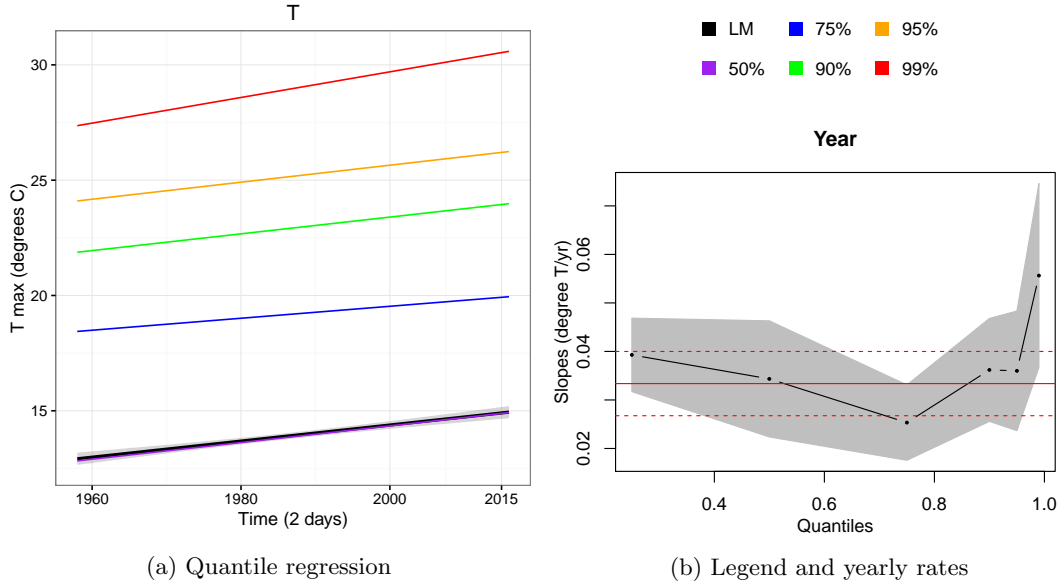 T
T max (degrees C)
30
25
20
15
1960
1980
2000
2015
Time (2 days)
(a) Quantile regression
LM
75%
95%
50%
90%
99%
Year
Slopes (degree T/yr)
0.06
0.04
0.02
0.4
0.6
0.8
1.0
Quantiles
(b) Legend and yearly rates